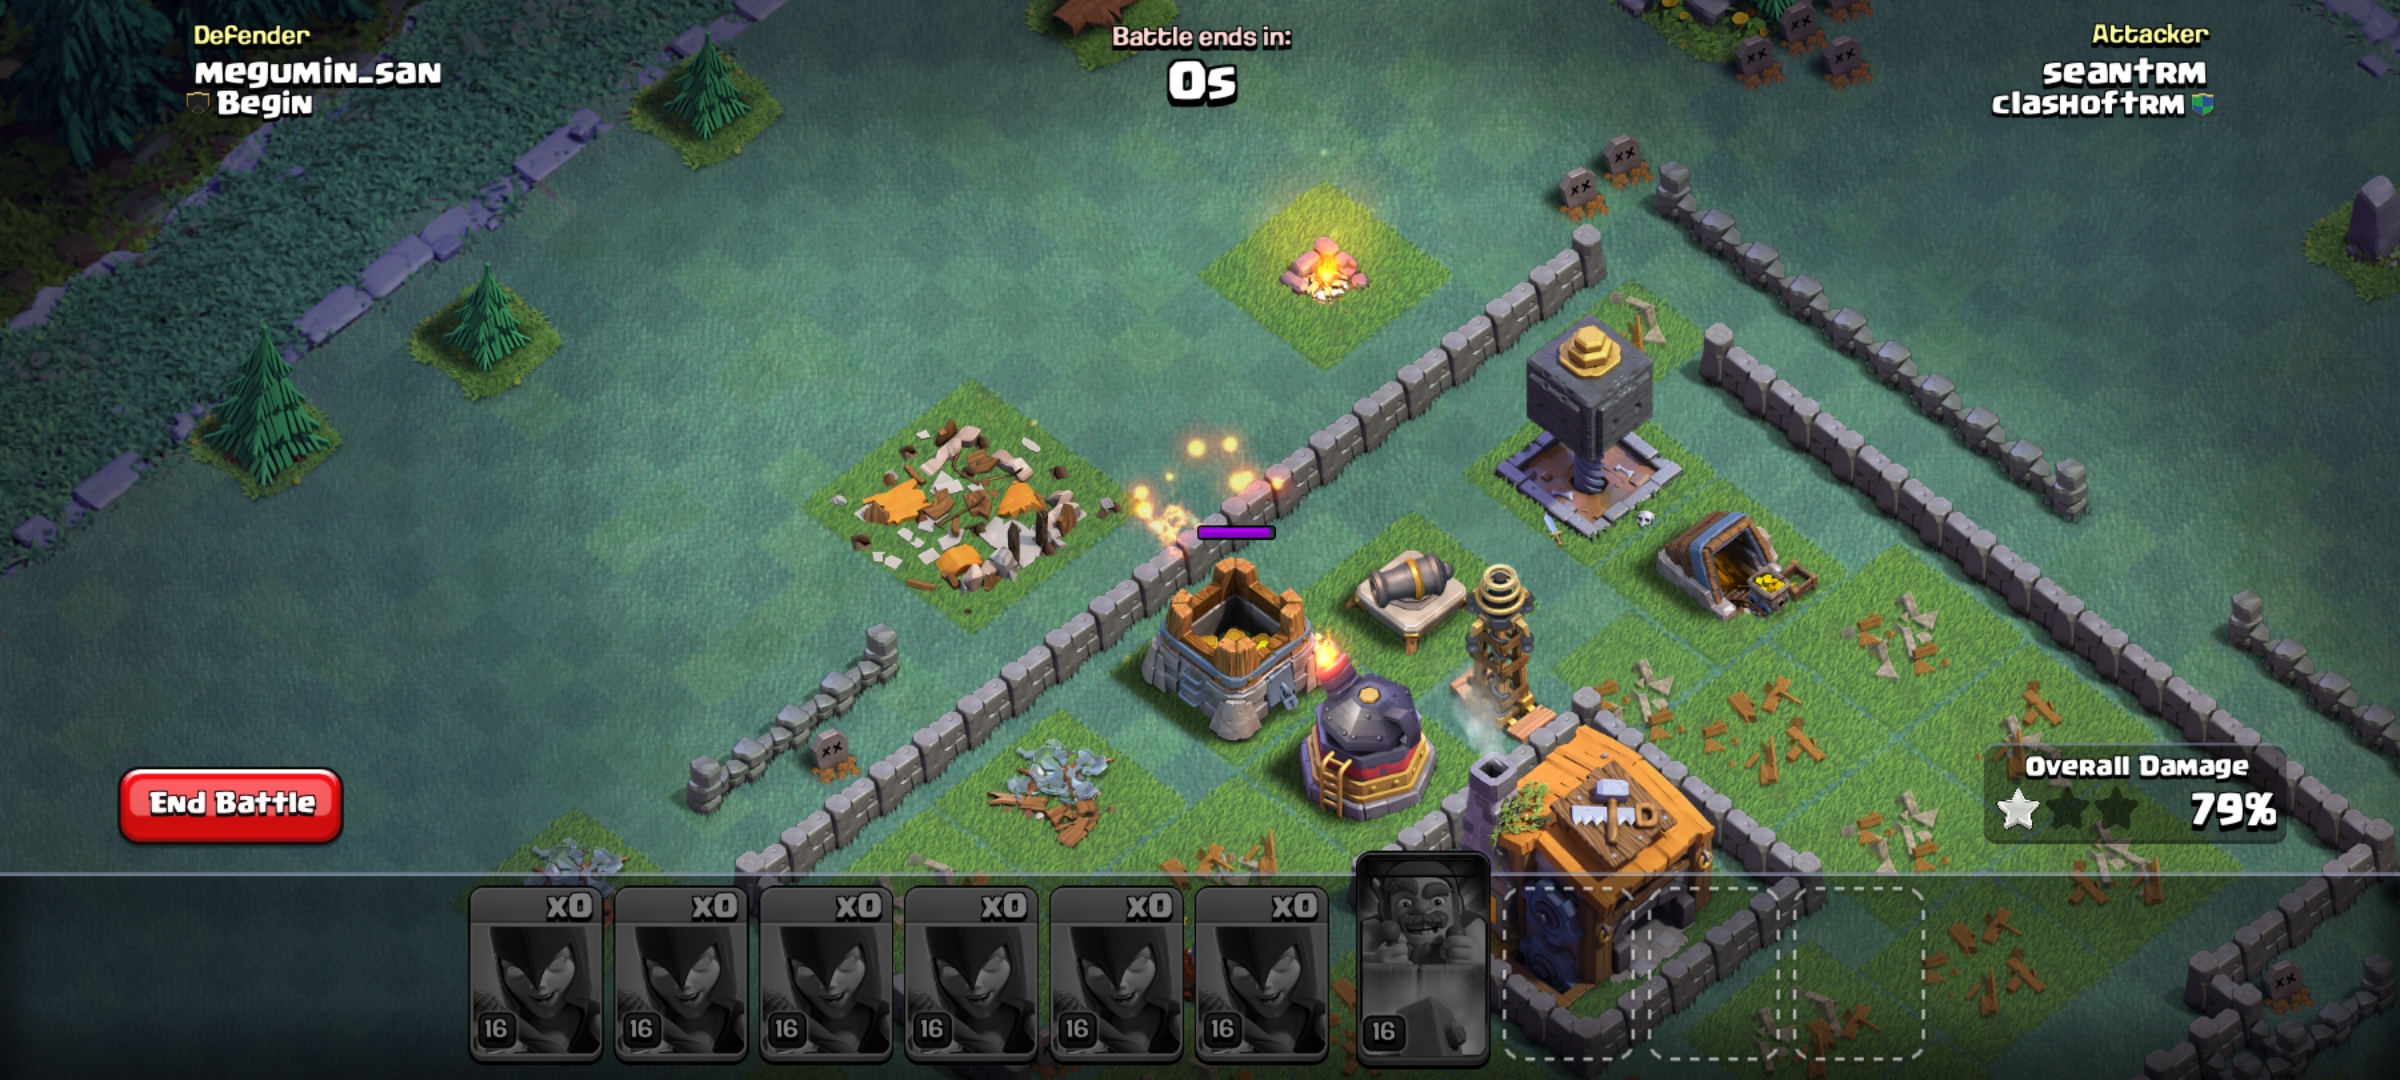 Defender
megumin_san
Begin
Battle ends in:
0s
Attacker
seantRM
clashoftRM
End Battle
Overall Damage
79%
x0
x0
x0
x0
x0
x0
16
16
16
16
16
16
16